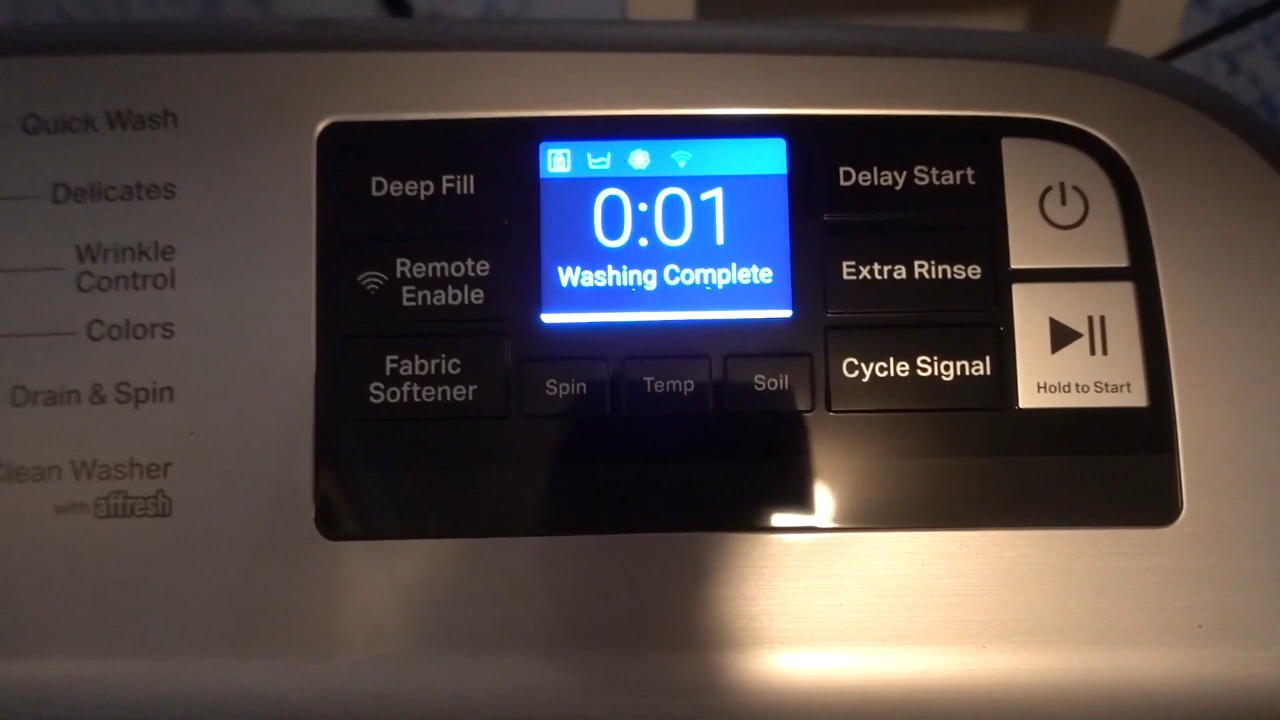 Quick Wash
Delicates
Wrinkle
Control
Colors
Drain & Spin
Clean Washer
with affresh
Deep Fill
Remote
Enable
Fabric
Softener
0:01
Washing Complete
Spin
Temp
Soil
Delay Start
Extra Rinse
Cycle Signal
Hold to Start